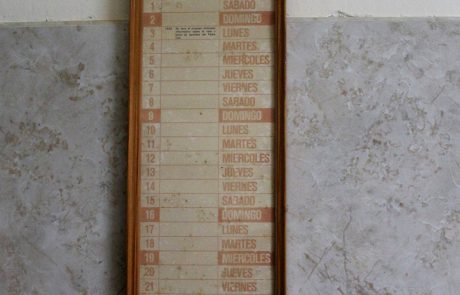 1 SABADO
2 DOMINGO
3 LUNES
4 MARTES
5 MIERCOLES
6 JUEVES
7 VIERNES
8 SABADO
9 DOMINGO
10 LUNES
11 MARTES
12 MIERCOLES
13 JUEVES
14 VIERNES
15 SABADO
16 DOMINGO
17 LUNES
18 MARTES
19 MIERCOLES
20 JUEVES
21 VIERNES